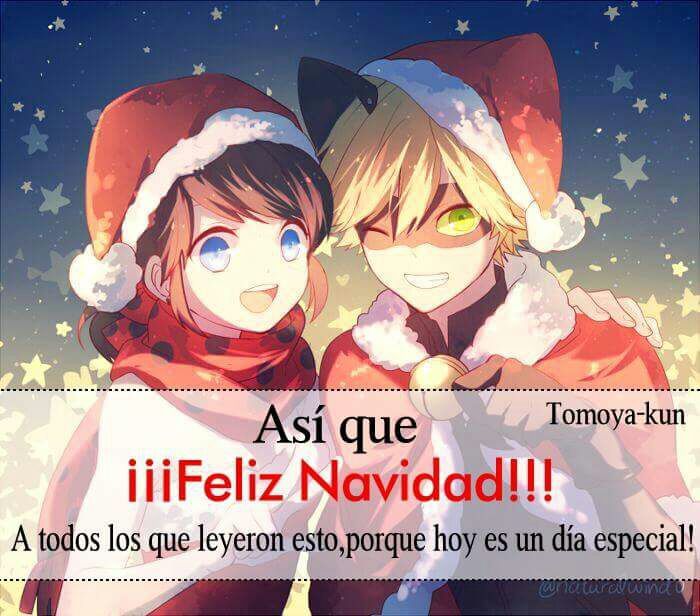 Así que
Tomoya-kun
¡¡¡Feliz Navidad!!!
A todos los que leyeron esto,porque hoy es un día especial!